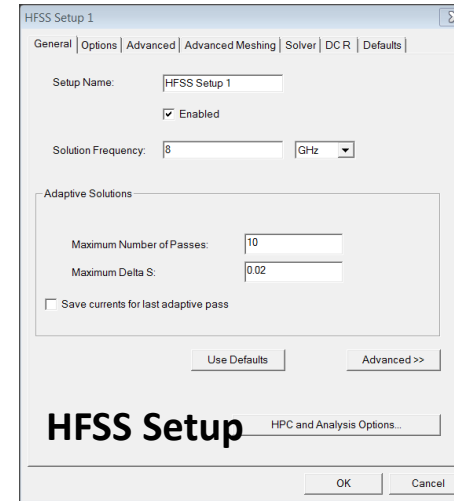 HFSS Setup 1
General Options Advanced Advanced Meshing Solver DC R Defaults
Setup Name: HFSS Setup 1
Enabled
Solution Frequency: 8 GHz
Adaptive Solutions
Maximum Number of Passes: 10
Maximum Delta S: 0.02
Save currents for last adaptive pass
Use Defaults Advanced >>
HFSS Setup HPC and Analysis Options...
OK Cancel